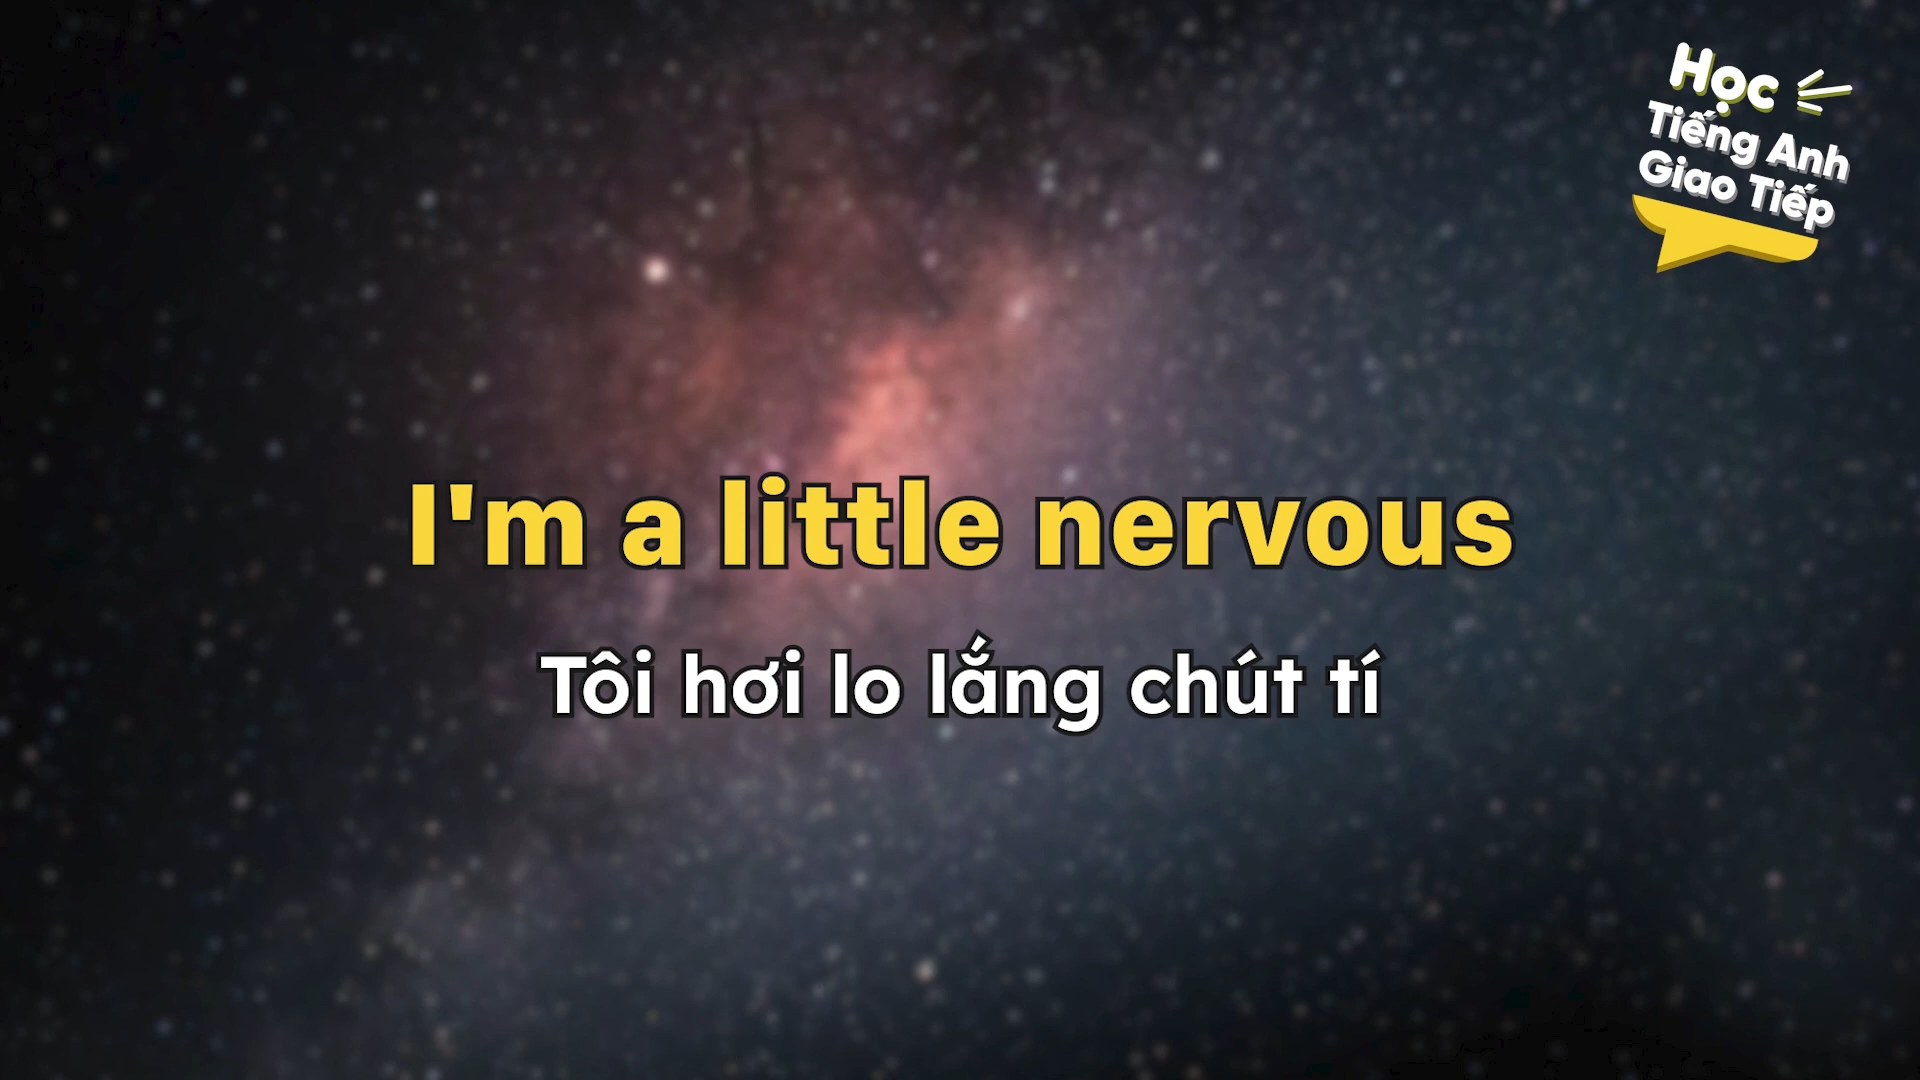 Học
Tiếng Anh
Giao Tiếp
I'm a little nervous
Tôi hơi lo lắng chút tí